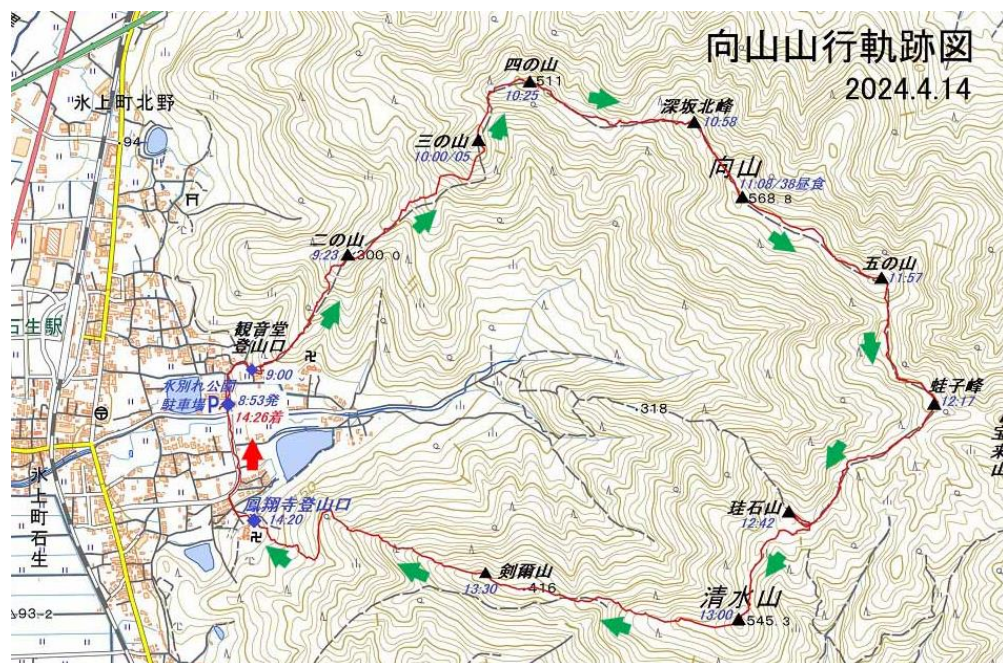 向山山行軌跡図
2024.4.14
四の山
511
10:25
深坂北峰
10:58
氷上町北野
94
三の山
10:00/05
向山
11:08/38昼食
568.8
二の山
9:23
300.0
五の山
11:57
石生駅
観音堂
登山口
9:00
水別れ公園
駐車場P
8:53発
14:26着
蛙子峰
12:17
318
氷上町石生
鳳翔寺登山口
14:20
珪石山
12:42
剣爾山
13:30
416
清水山
13:00
545.3
93.2